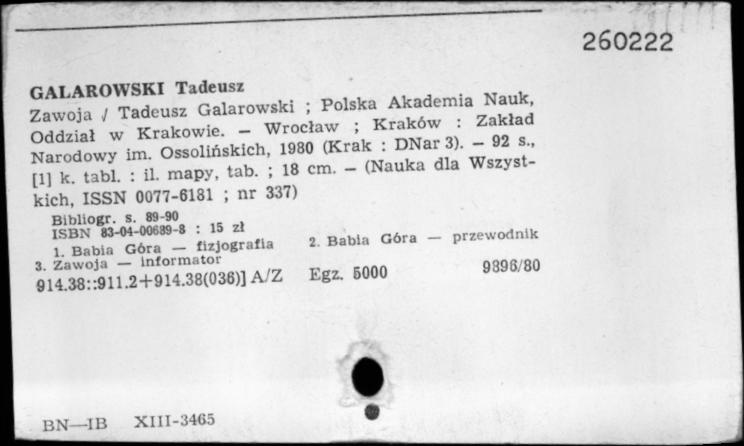 260222
GALAROWSKI Tadeusz
Zawoja / Tadeusz Galarowski ; Polska Akademia Nauk,
Oddział w Krakowie. — Wrocław ; Kraków : Zakład
Narodowy im. Ossolińskich, 1980 (Krak : DNar 3). — 92 s.,
[1] k. tabl. : il. mapy, tab. ; 18 cm. — (Nauka dla Wszyst-
kich, ISSN 0077-6181 ; nr 337)
Bibliogr. s. 89-90
ISBN 83-04-00689-8 : 15 zł
1. Babia Góra — fizjografia 2. Babia Góra — przewodnik
3. Zawoja — informator
914.38::911.2+914.38(036)] A/Z Egz. 5000 9896/80
BN—IB XIII-3465